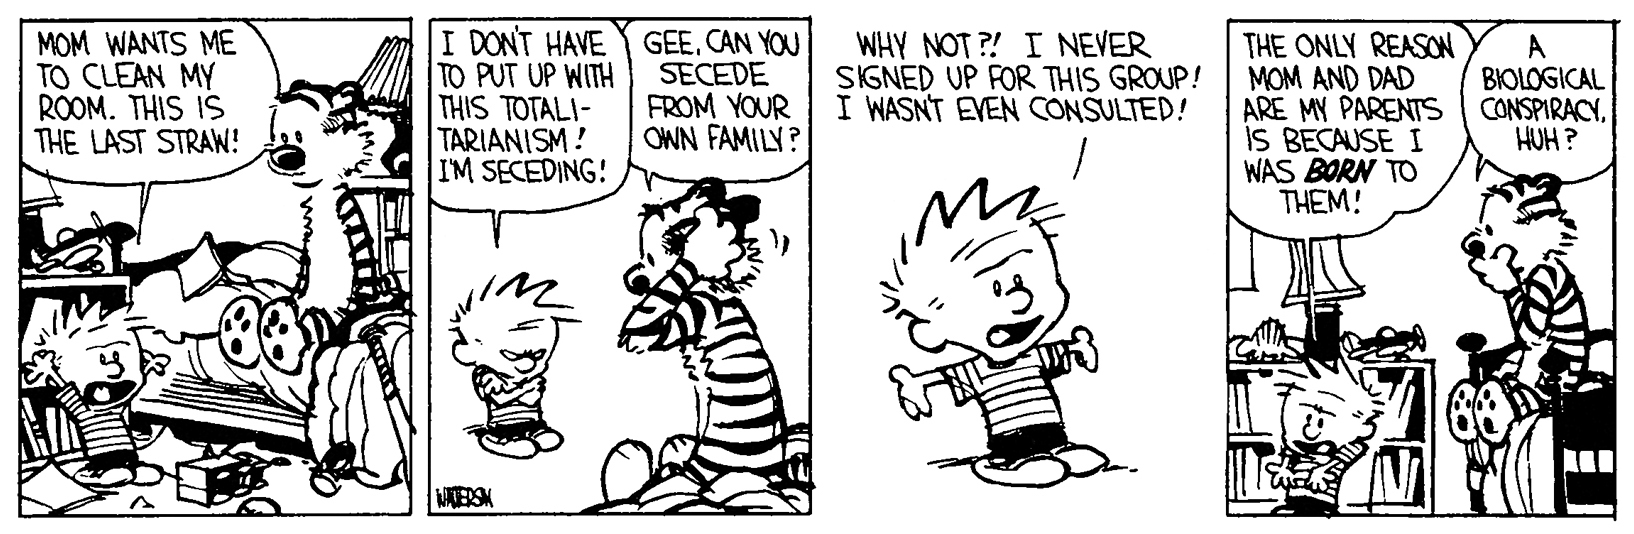 MOM WANTS ME
TO CLEAN MY
ROOM. THIS IS
THE LAST STRAW!
I DON'T HAVE
TO PUT UP WITH
THIS TOTALI-
TARIANISM!
I'M SECEDING!
GEE, CAN YOU
SECEDE
FROM YOUR
OWN FAMILY?
WATTERSON
WHY NOT?! I NEVER
SIGNED UP FOR THIS GROUP!
I WASN'T EVEN CONSULTED!
THE ONLY REASON
MOM AND DAD
ARE MY PARENTS
IS BECAUSE I
WAS BORN TO
THEM!
A
BIOLOGICAL
CONSPIRACY,
HUH?